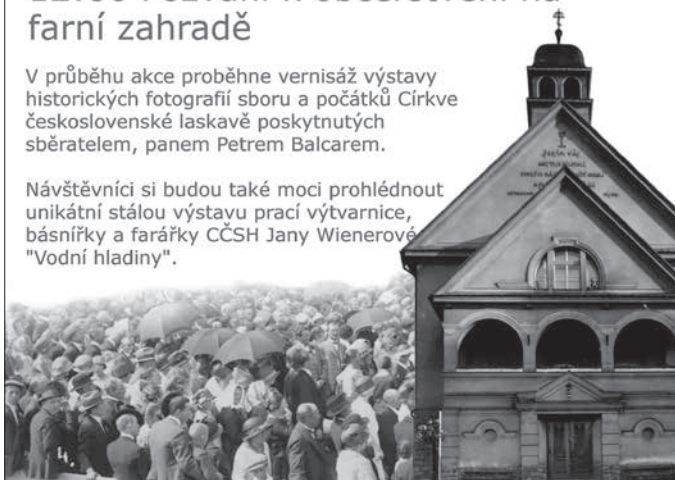 farní zahradě
V průběhu akce proběhne vernisáž výstavy
historických fotografií sboru a počátků Církve
československé laskavě poskytnutých
sběratelem, panem Petrem Balcarem.
Návštěvníci si budou také moci prohlédnout
unikátní stálou výstavu prací výtvarnice,
básnířky a farářky CČSH Jany Wienerové
"Vodní hladiny".